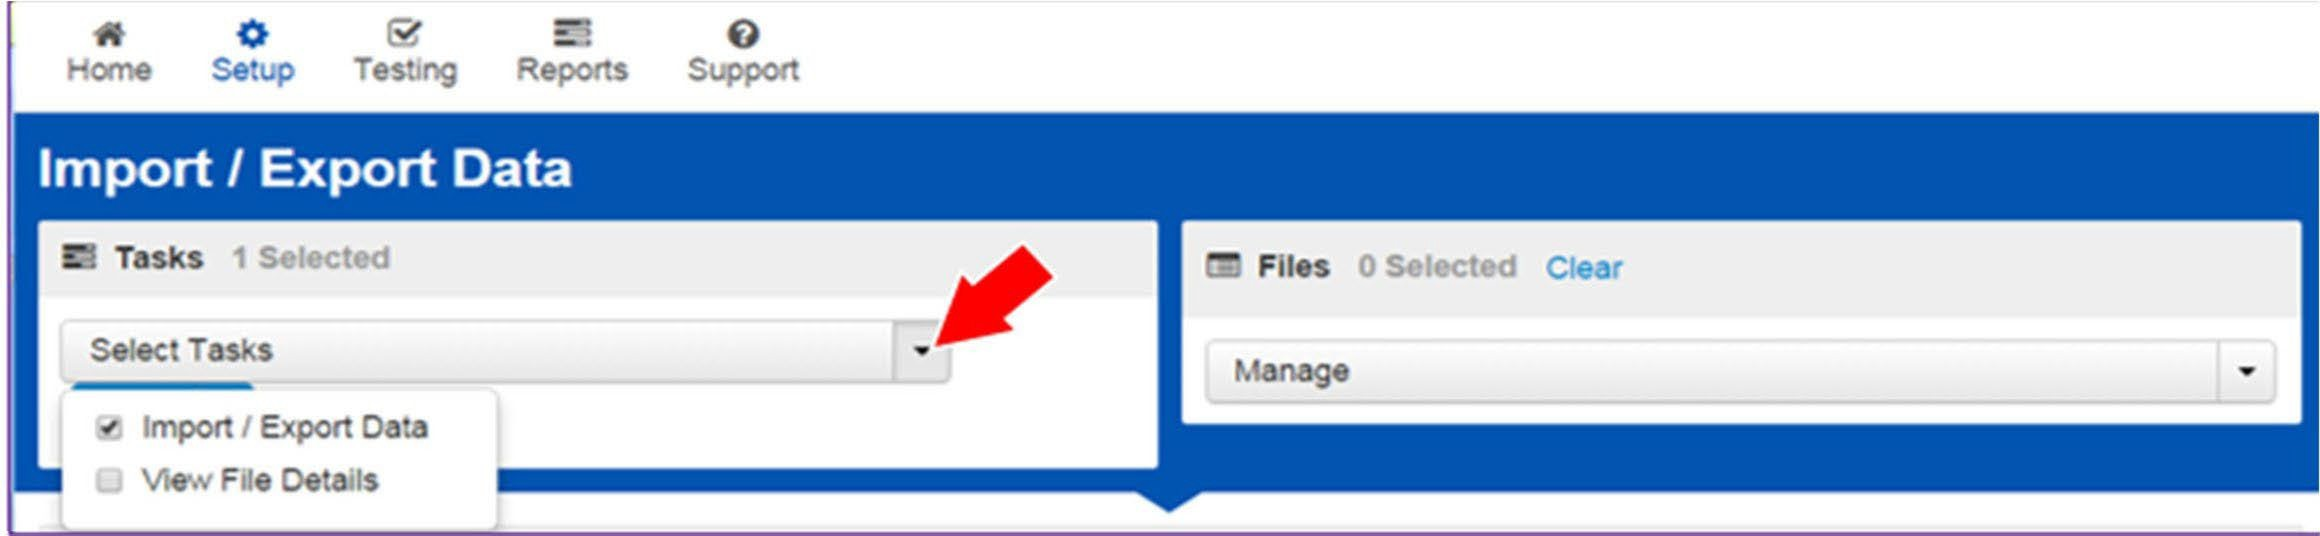 Home Setup Testing Reports Support
Import / Export Data
Tasks 1 Selected
Select Tasks
Import / Export Data
View File Details
Files 0 Selected Clear
Manage